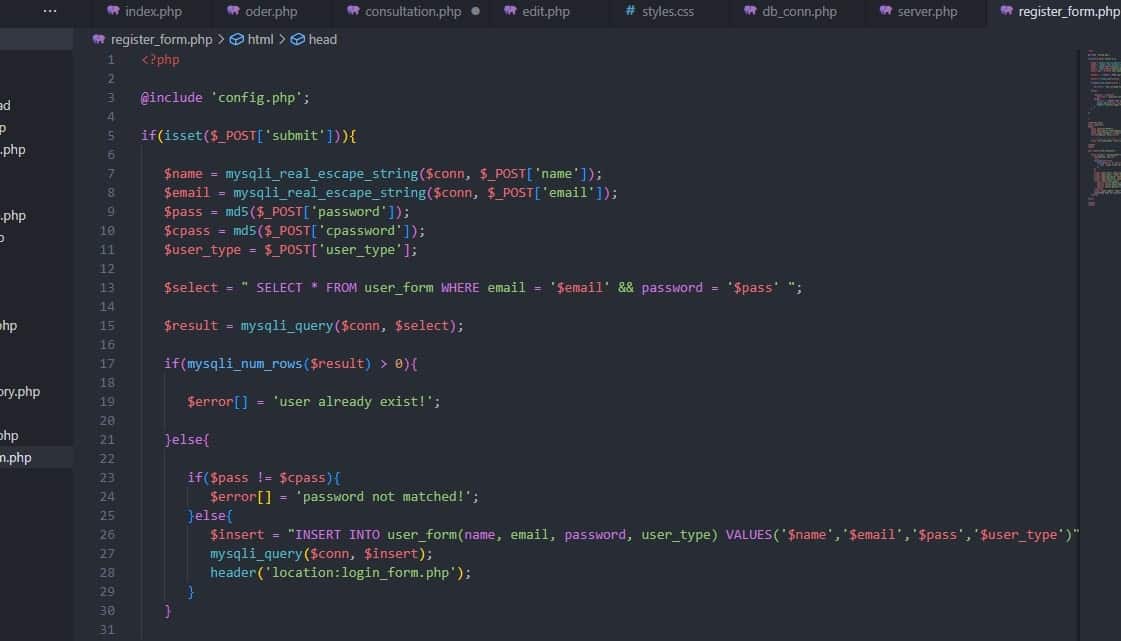 ··· index.php oder.php consultation.php edit.php # styles.css db_conn.php server.php register_form.php
register_form.php > html > head
1 <?php
2
ad
3 @include 'config.php';
p
4
5 if(isset($_POST['submit'])){
.php
6
7 $name = mysqli_real_escape_string($conn, $_POST['name']);
8 $email = mysqli_real_escape_string($conn, $_POST['email']);
.php
9 $pass = md5($_POST['password']);
10 $cpass = md5($_POST['cpassword']);
11 $user_type = $_POST['user_type'];
12
13 $select = " SELECT * FROM user_form WHERE email = '$email' && password = '$pass' ";
14
15 $result = mysqli_query($conn, $select);
hp
16
17 if(mysqli_num_rows($result) > 0){
18
ory.php
19 $error[] = 'user already exist!';
20
21 }else{
hp
22
m.php
23 if($pass != $cpass){
24 $error[] = 'password not matched!';
25 }else{
26 $insert = "INSERT INTO user_form(name, email, password, user_type) VALUES('$name','$email','$pass','$user_type')"
27 mysqli_query($conn, $insert);
28 header('location:login_form.php');
29 }
30 }
31